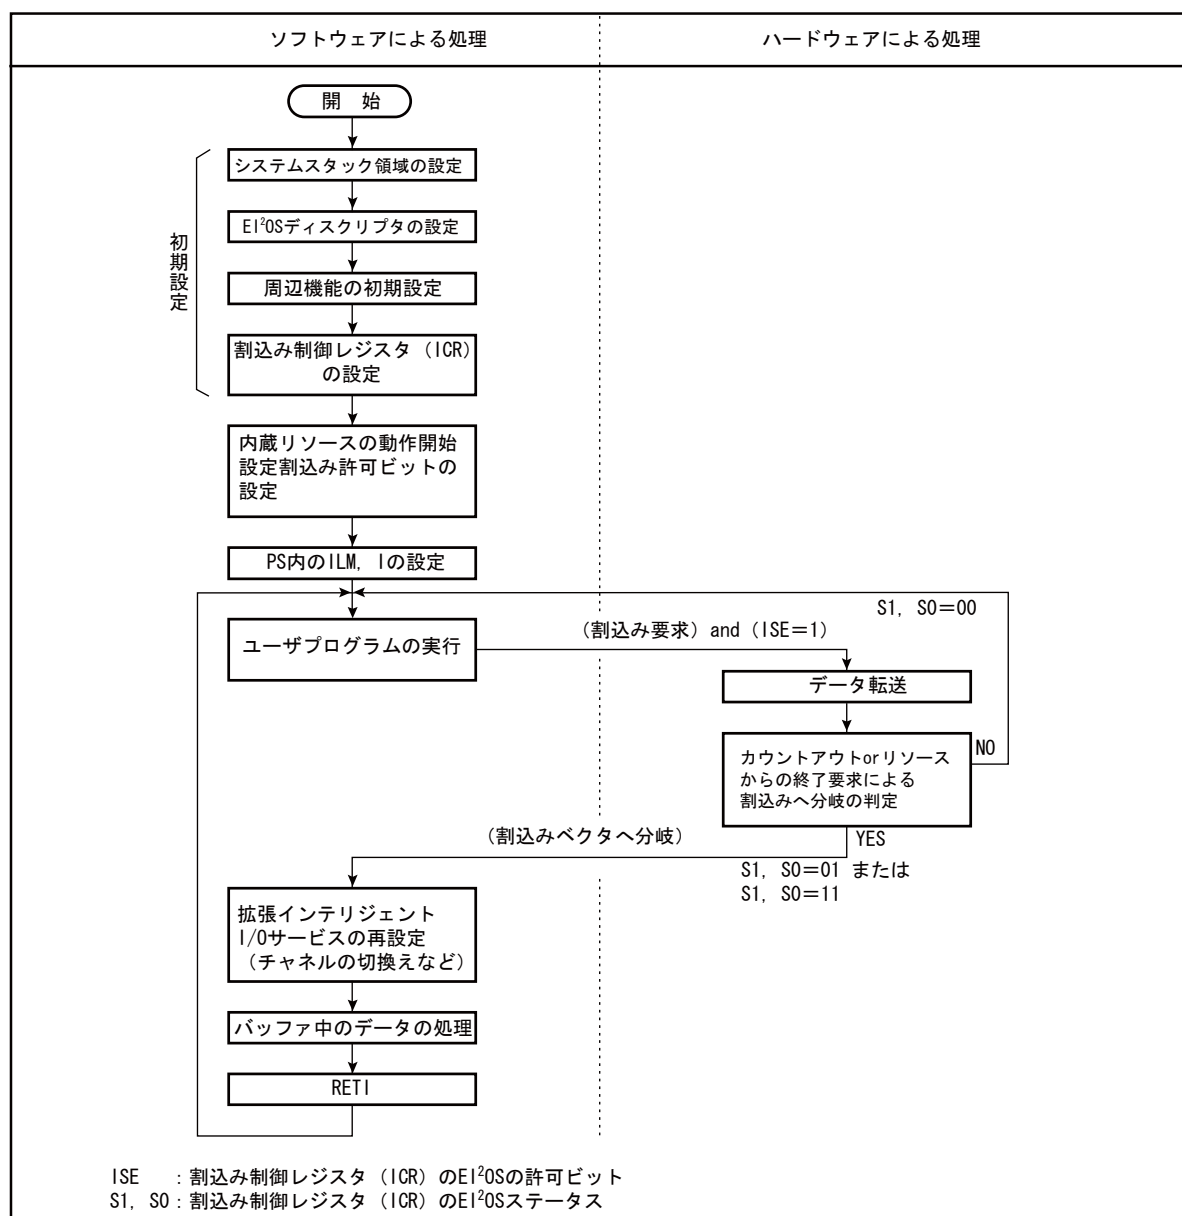 ソフトウェアによる処理
ハードウェアによる処理
開 始
初期設定
システムスタック領域の設定
EI²OSディスクリプタの設定
周辺機能の初期設定
割込み制御レジスタ(ICR)
の設定
内蔵リソースの動作開始
設定割込み許可ビットの
設定
PS内のILM, Iの設定
S1, S0=00
ユーザプログラムの実行
(割込み要求) and (ISE=1)
データ転送
カウントアウトorリソース
からの終了要求による
割込みへ分岐の判定
NO
YES
(割込みベクタへ分岐)
S1, S0=01 または
S1, S0=11
拡張インテリジェント
I/Oサービスの再設定
(チャネルの切換えなど)
バッファ中のデータの処理
RETI
ISE :割込み制御レジスタ(ICR)のEI²OSの許可ビット
S1, S0:割込み制御レジスタ(ICR)のEI²OSステータス